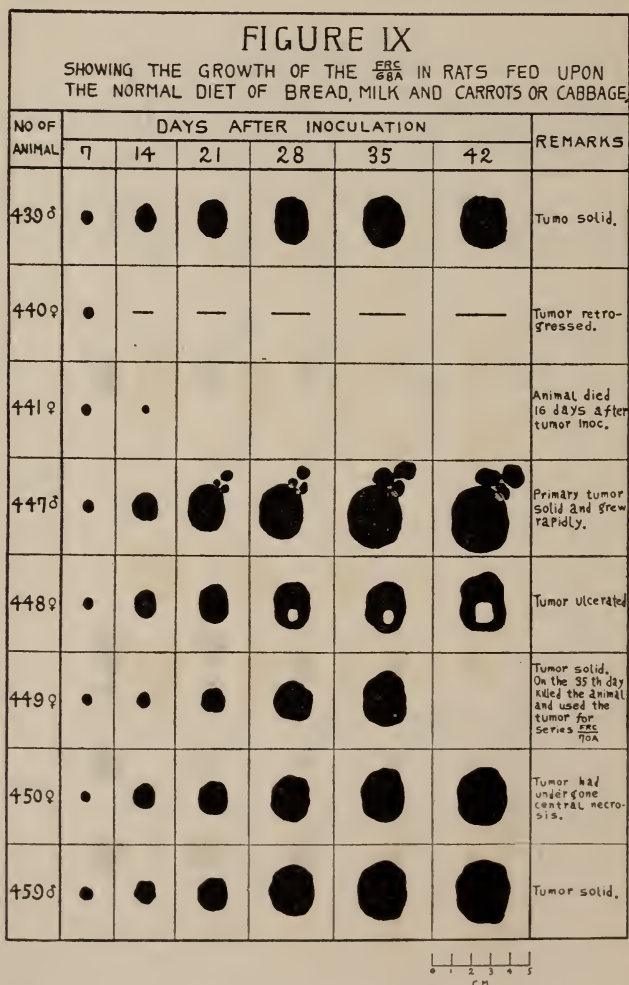 FIGURE IX
SHOWING THE GROWTH OF THE FRC/68A IN RATS FED UPON
THE NORMAL DIET OF BREAD, MILK AND CARROTS OR CABBAGE.
NO OF ANIMAL
DAYS AFTER INOCULATION
REMARKS
7 14 21 28 35 42
439♂ Tumo solid.
440♀ — — — — — Tumor retro-
gressed.
441♀ Animal died
16 days after
tumor inoc.
447♂ Primary tumor
solid and grew
rapidly.
448♀ Tumor ulcerated
449♀ Tumor solid.
On the 35th day
killed the animal
and used the
tumor for
series FRC/70A
450♀ Tumor had
undergone
central necro-
sis.
459♂ Tumor solid.
0 1 2 3 4 5
CM